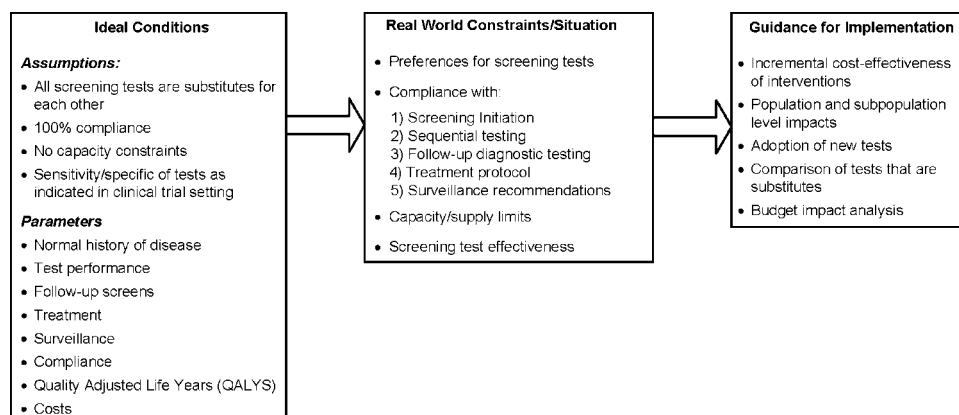 Ideal Conditions
Assumptions:
• All screening tests are substitutes for
each other
• 100% compliance
• No capacity constraints
• Sensitivity/specific of tests as
indicated in clinical trial setting
Parameters
• Normal history of disease
• Test performance
• Follow-up screens
• Treatment
• Surveillance
• Compliance
• Quality Adjusted Life Years (QALYS)
• Costs
Real World Constraints/Situation
• Preferences for screening tests
• Compliance with:
1) Screening Initiation
2) Sequential testing
3) Follow-up diagnostic testing
4) Treatment protocol
5) Surveillance recommendations
• Capacity/supply limits
• Screening test effectiveness
Guidance for Implementation
• Incremental cost-effectiveness
of interventions
• Population and subpopulation
level impacts
• Adoption of new tests
• Comparison of tests that are
substitutes
• Budget impact analysis